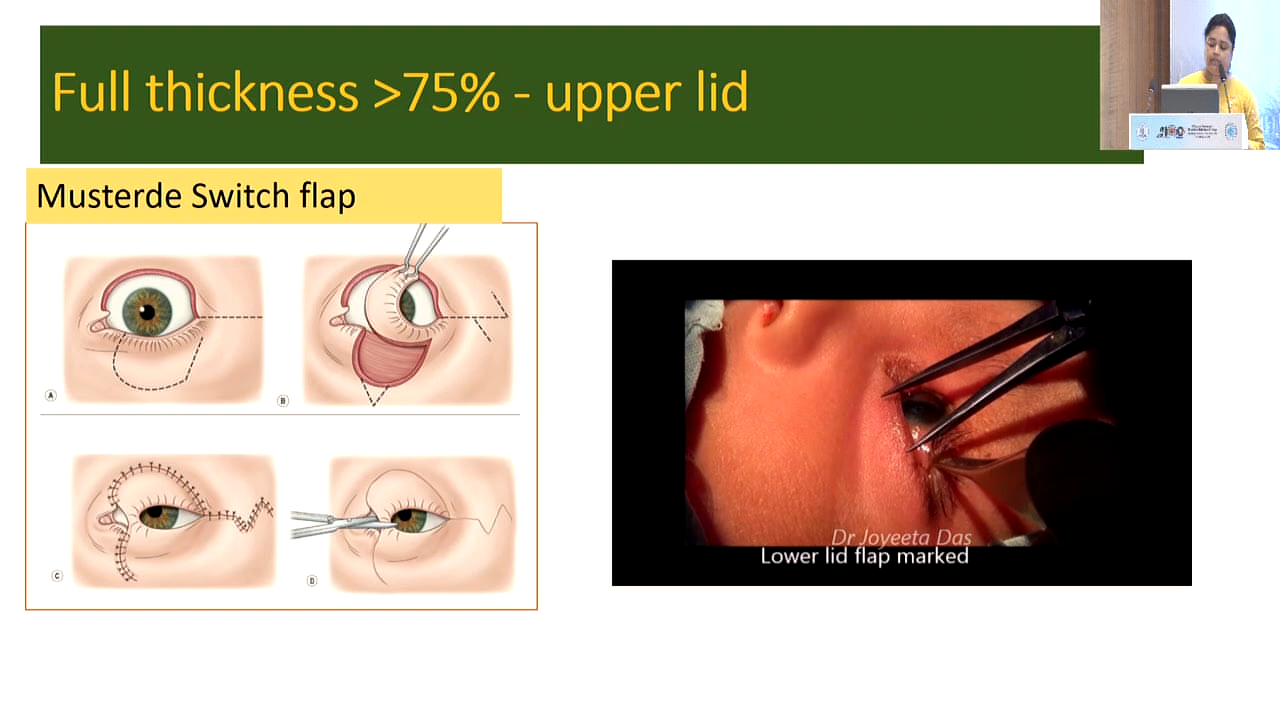 Full thickness >75% - upper lid
Musterde Switch flap
A
B
C
D
Dr Joyeeta Das
Lower lid flap marked